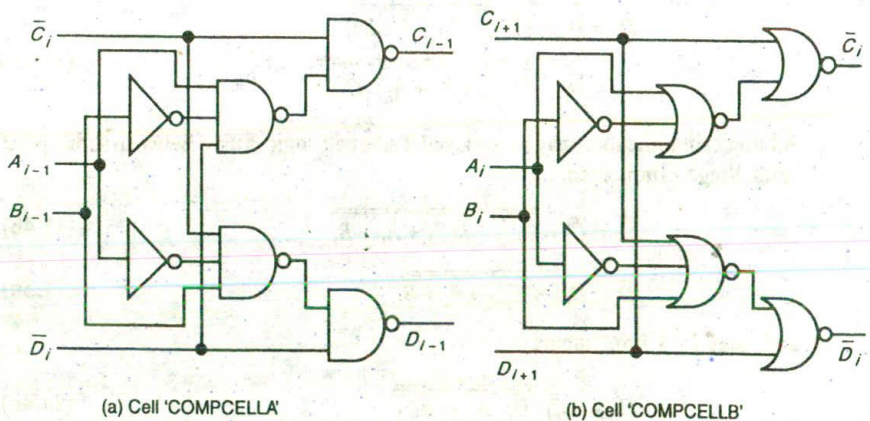 C̄ᵢ
Cᵢ₋₁
Aᵢ₋₁
Bᵢ₋₁
D̄ᵢ
Dᵢ₋₁
(a) Cell 'COMPCELLA'
Cᵢ₊₁
C̄ᵢ
Aᵢ
Bᵢ
Dᵢ₊₁
D̄ᵢ
(b) Cell 'COMPCELLB'